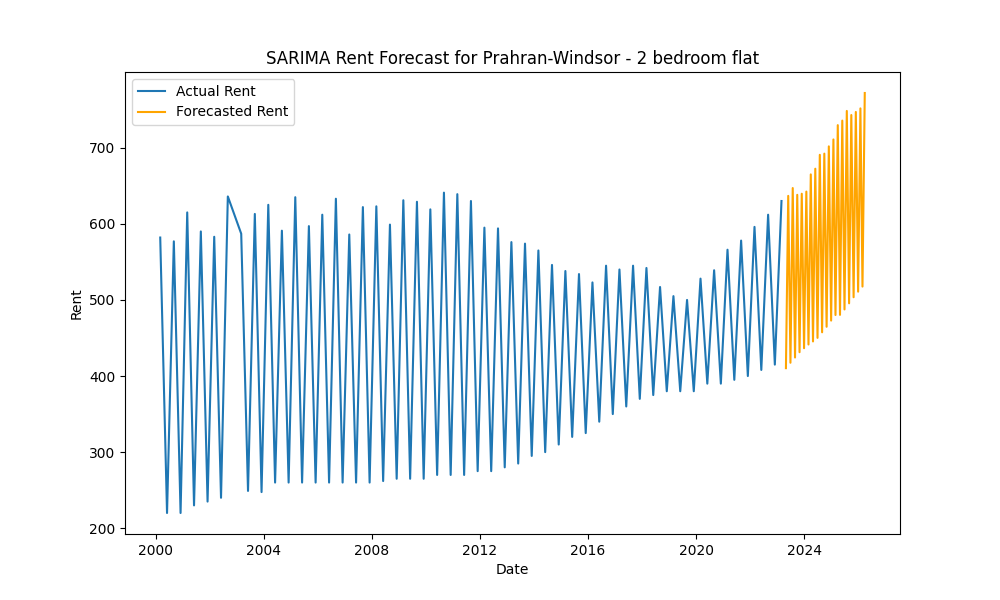 SARIMA Rent Forecast for Prahran-Windsor - 2 bedroom flat
Actual Rent
Forecasted Rent
700
600
500
400
300
200
Rent
2000 2004 2008 2012 2016 2020 2024
Date